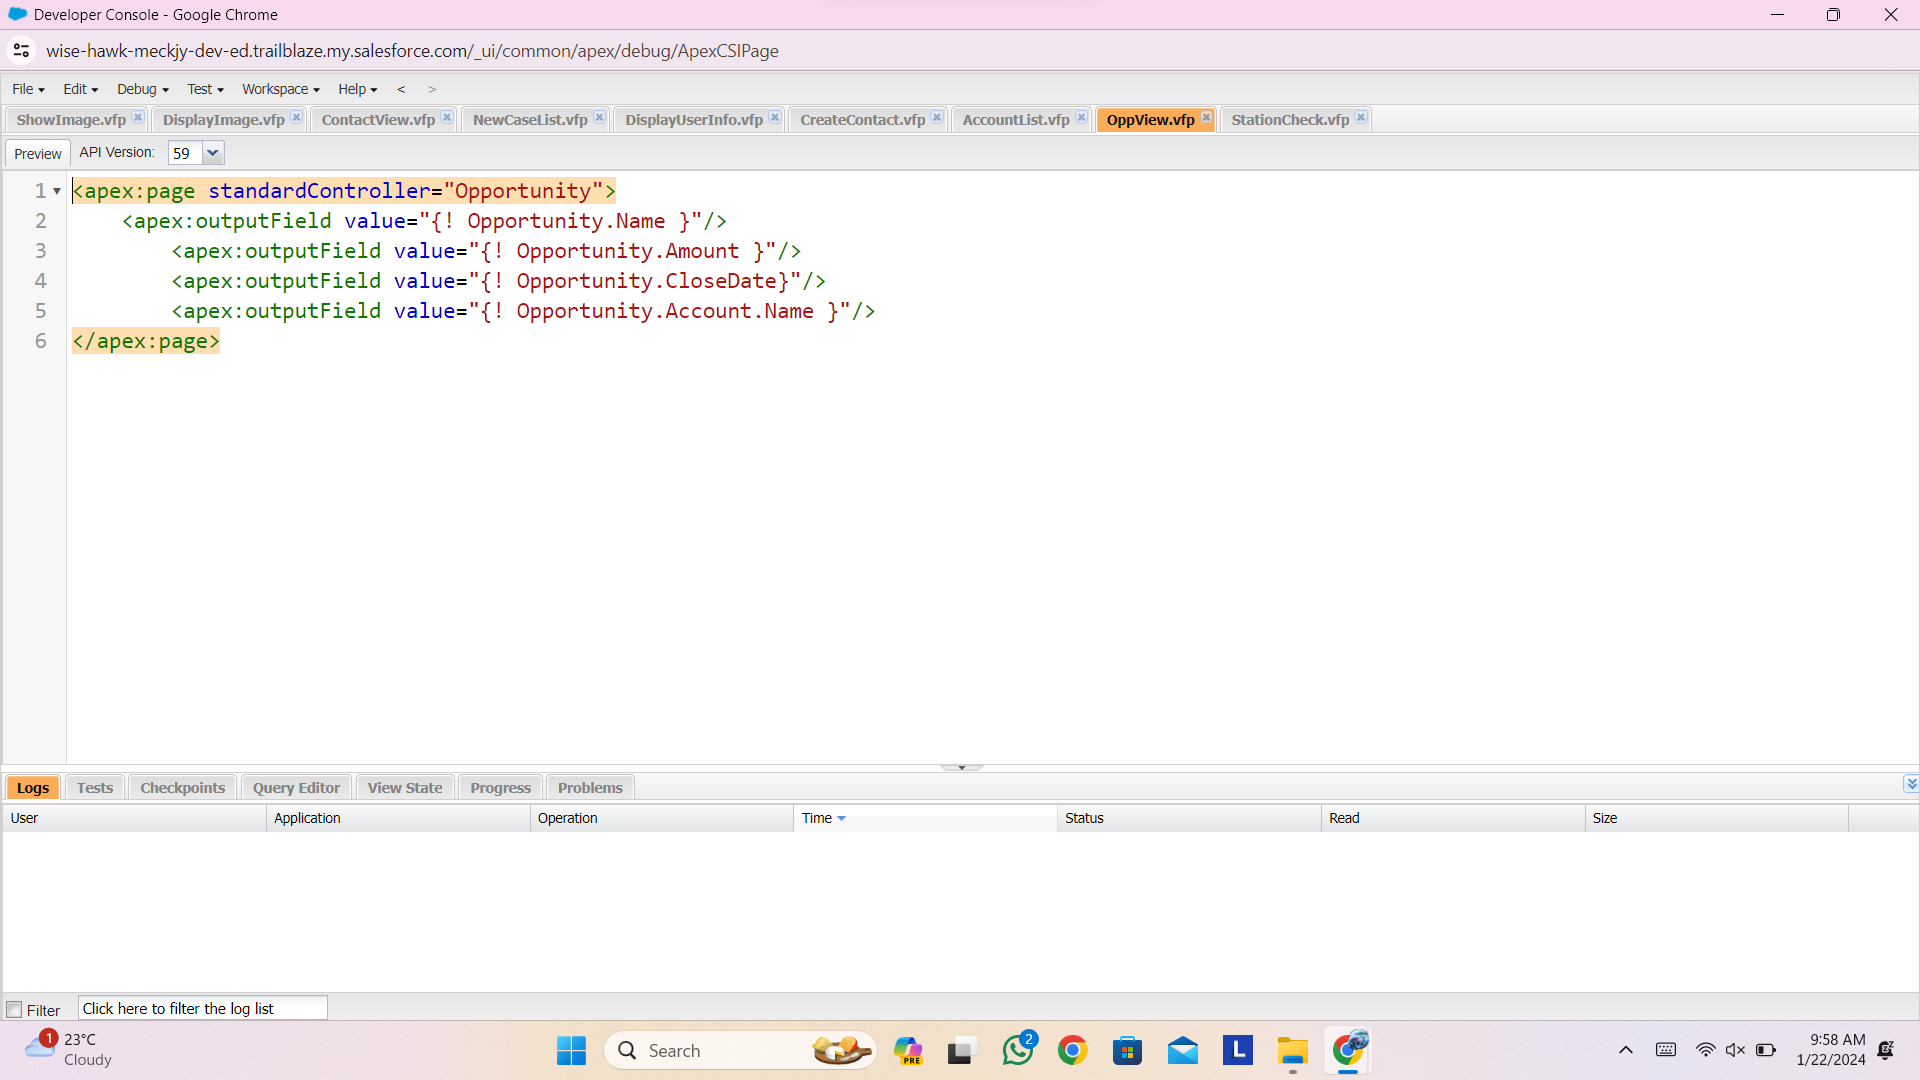 Developer Console - Google Chrome
wise-hawk-meckjy-dev-ed.trailblaze.my.salesforce.com/_ui/common/apex/debug/ApexCSIPage
File Edit Debug Test Workspace Help < >
ShowImage.vfp DisplayImage.vfp ContactView.vfp NewCaseList.vfp DisplayUserInfo.vfp CreateContact.vfp AccountList.vfp OppView.vfp StationCheck.vfp
Preview API Version: 59
1 <apex:page standardController="Opportunity">
2 <apex:outputField value="{! Opportunity.Name }"/>
3 <apex:outputField value="{! Opportunity.Amount }"/>
4 <apex:outputField value="{! Opportunity.CloseDate}"/>
5 <apex:outputField value="{! Opportunity.Account.Name }"/>
6 </apex:page>
Logs Tests Checkpoints Query Editor View State Progress Problems
User Application Operation Time Status Read Size
Filter Click here to filter the log list
1 23°C
Cloudy
Search
PRE
2
L
9:58 AM
1/22/2024